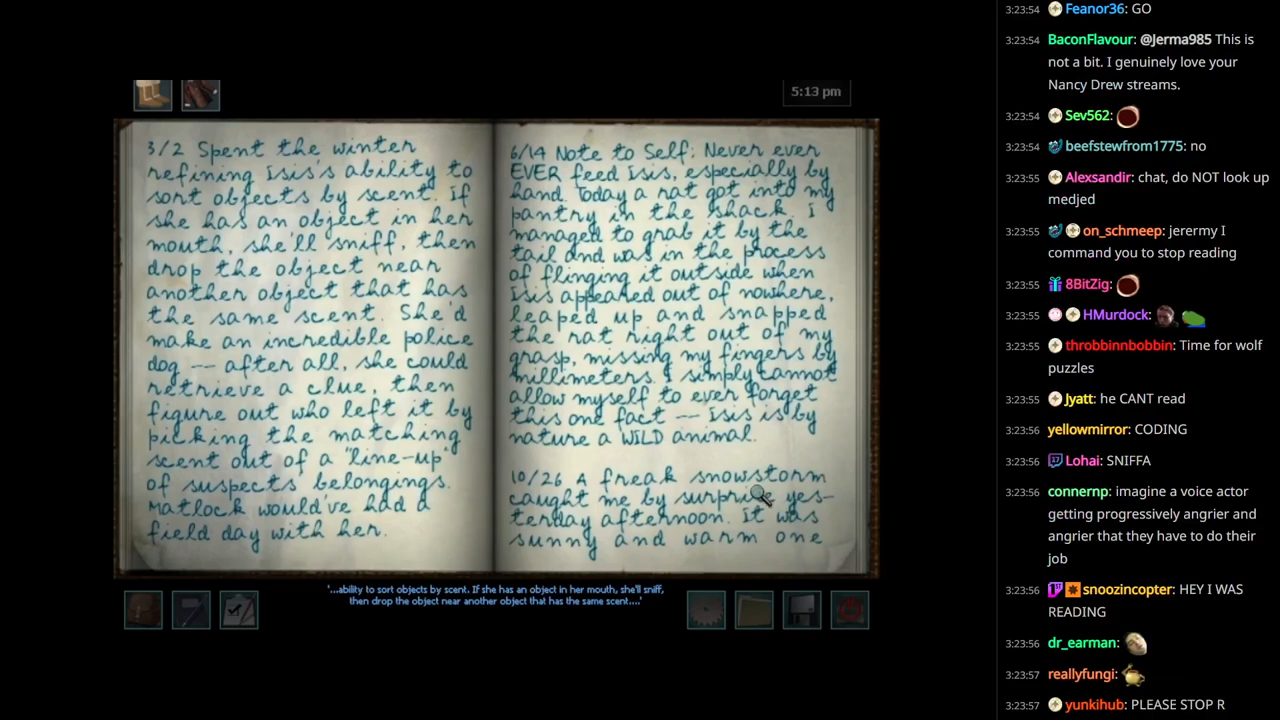 5:13 pm
3/2 Spent the winter
refining Isis's ability to
sort objects by scent. If
she has an object in her
mouth, she'll sniff, then
drop the object near
another object that has
the same scent. She'd
make an incredible police
dog -- after all, she could
retrieve a clue, then
figure out who left it by
picking the matching
scent out of a "line-up"
of suspects belongings.
Matlock would've had a
field day with her.
6/14 Note to Self: Never ever
EVER feed Isis, especially by
hand. Today a rat got into my
pantry in the shack. I
managed to grab it by the
tail and was in the process
of flinging it outside when
Isis appeared out of nowhere,
leaped up and snapped
the rat right out of my
grasp, missing my fingers by
millimeters. I simply cannot
allow myself to ever forget
this one fact -- Isis is by
nature a WILD animal.
10/26 A freak snowstorm
caught me by surprise yes-
terday afternoon. It was
sunny and warm one
'...ability to sort objects by scent. If she has an object in her mouth, she'll sniff,
then drop the object near another object that has the same scent....'
3:23:54 Feanor36: GO
3:23:54 BaconFlavour: @Jerma985 This is
not a bit. I genuinely love your
Nancy Drew streams.
3:23:54 Sev562:
3:23:54 beefstewfrom1775: no
3:23:55 Alexsandir: chat, do NOT look up
medjed
3:23:55 on_schmeep: jerermy I
command you to stop reading
3:23:55 8BitZig:
3:23:55 HMurdock:
3:23:55 throbbinnbobbin: Time for wolf
puzzles
3:23:55 Jyatt: he CANT read
3:23:56 yellowmirror: CODING
3:23:56 Lohai: SNIFFA
3:23:56 connernp: imagine a voice actor
getting progressively angrier and
angrier that they have to do their
job
3:23:56 snoozincopter: HEY I WAS
READING
3:23:56 dr_earman:
3:23:57 reallyfungi:
3:23:57 yunkihub: PLEASE STOP R